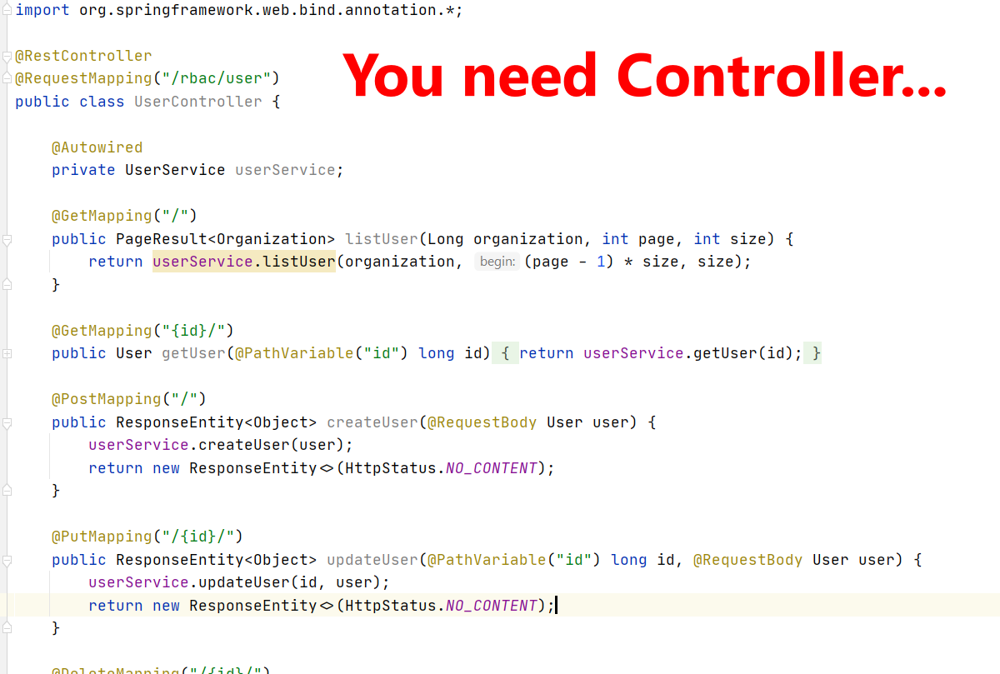 import org.springframework.web.bind.annotation.*;
@RestController
@RequestMapping("/rbac/user")
You need Controller...
public class UserController {
@Autowired
private UserService userService;
@GetMapping("/")
public PageResult<Organization> listUser(Long organization, int page, int size) {
return userService.listUser(organization, begin: (page - 1) * size, size);
}
@GetMapping("{id}/")
public User getUser(@PathVariable("id") long id) { return userService.getUser(id); }
@PostMapping("/")
public ResponseEntity<Object> createUser(@RequestBody User user) {
userService.createUser(user);
return new ResponseEntity<>(HttpStatus.NO_CONTENT);
}
@PutMapping("/{id}/")
public ResponseEntity<Object> updateUser(@PathVariable("id") long id, @RequestBody User user) {
userService.updateUser(id, user);
return new ResponseEntity<>(HttpStatus.NO_CONTENT);
}
@DeleteMapping("/{id}/")